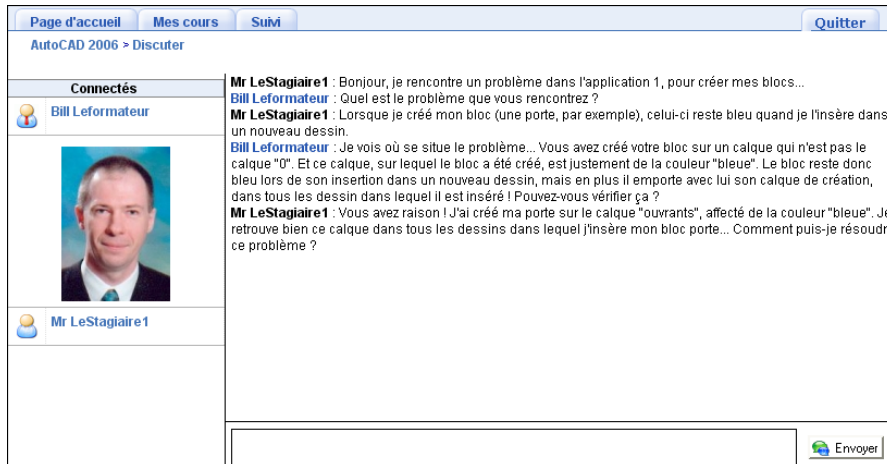 Page d'accueil Mes cours Suivi Quitter
AutoCAD 2006 > Discuter
Connectés
Bill Leformateur
Mr LeStagiaire1
Mr LeStagiaire1 : Bonjour, je rencontre un problème dans l'application 1, pour créer mes blocs...
Bill Leformateur : Quel est le problème que vous rencontrez ?
Mr LeStagiaire1 : Lorsque je créé mon bloc (une porte, par exemple), celui-ci reste bleu quand je l'insère dans
un nouveau dessin.
Bill Leformateur : Je vois où se situe le problème... Vous avez créé votre bloc sur un calque qui n'est pas le
calque "0". Et ce calque, sur lequel le bloc a été créé, est justement de la couleur "bleue". Le bloc reste donc
bleu lors de son insertion dans un nouveau dessin, mais en plus il emporte avec lui son calque de création,
dans tous les dessin dans lequel il est inséré ! Pouvez-vous vérifier ça ?
Mr LeStagiaire1 : Vous avez raison ! J'ai créé ma porte sur le calque "ouvrants", affecté de la couleur "bleue". Je
retrouve bien ce calque dans tous les dessins dans lequel j'insère mon bloc porte... Comment puis-je résoudr
ce problème ?
Envoyer